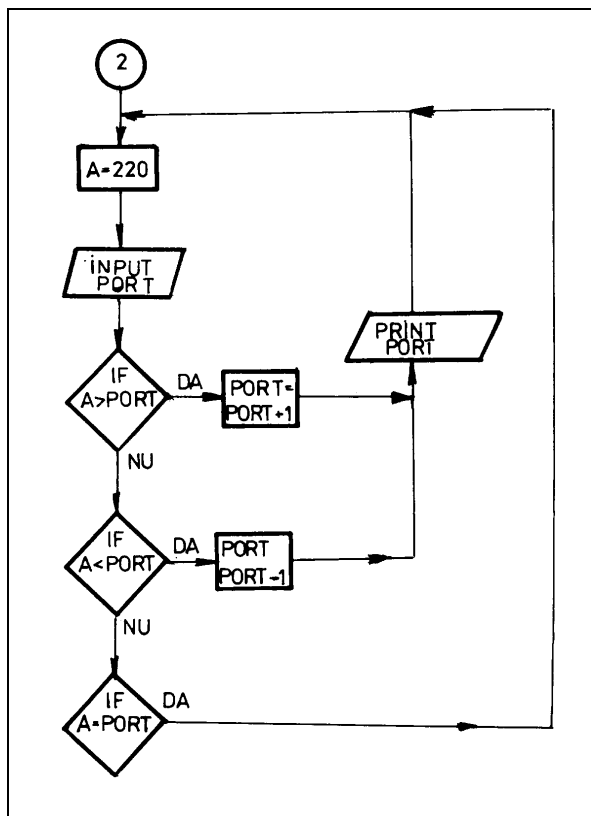 2
A=220
INPUT
PORT
PRINT
PORT
IF
A>PORT
DA
PORT=
PORT+1
NU
IF
A<PORT
DA
PORT
PORT-1
NU
IF
A=PORT
DA